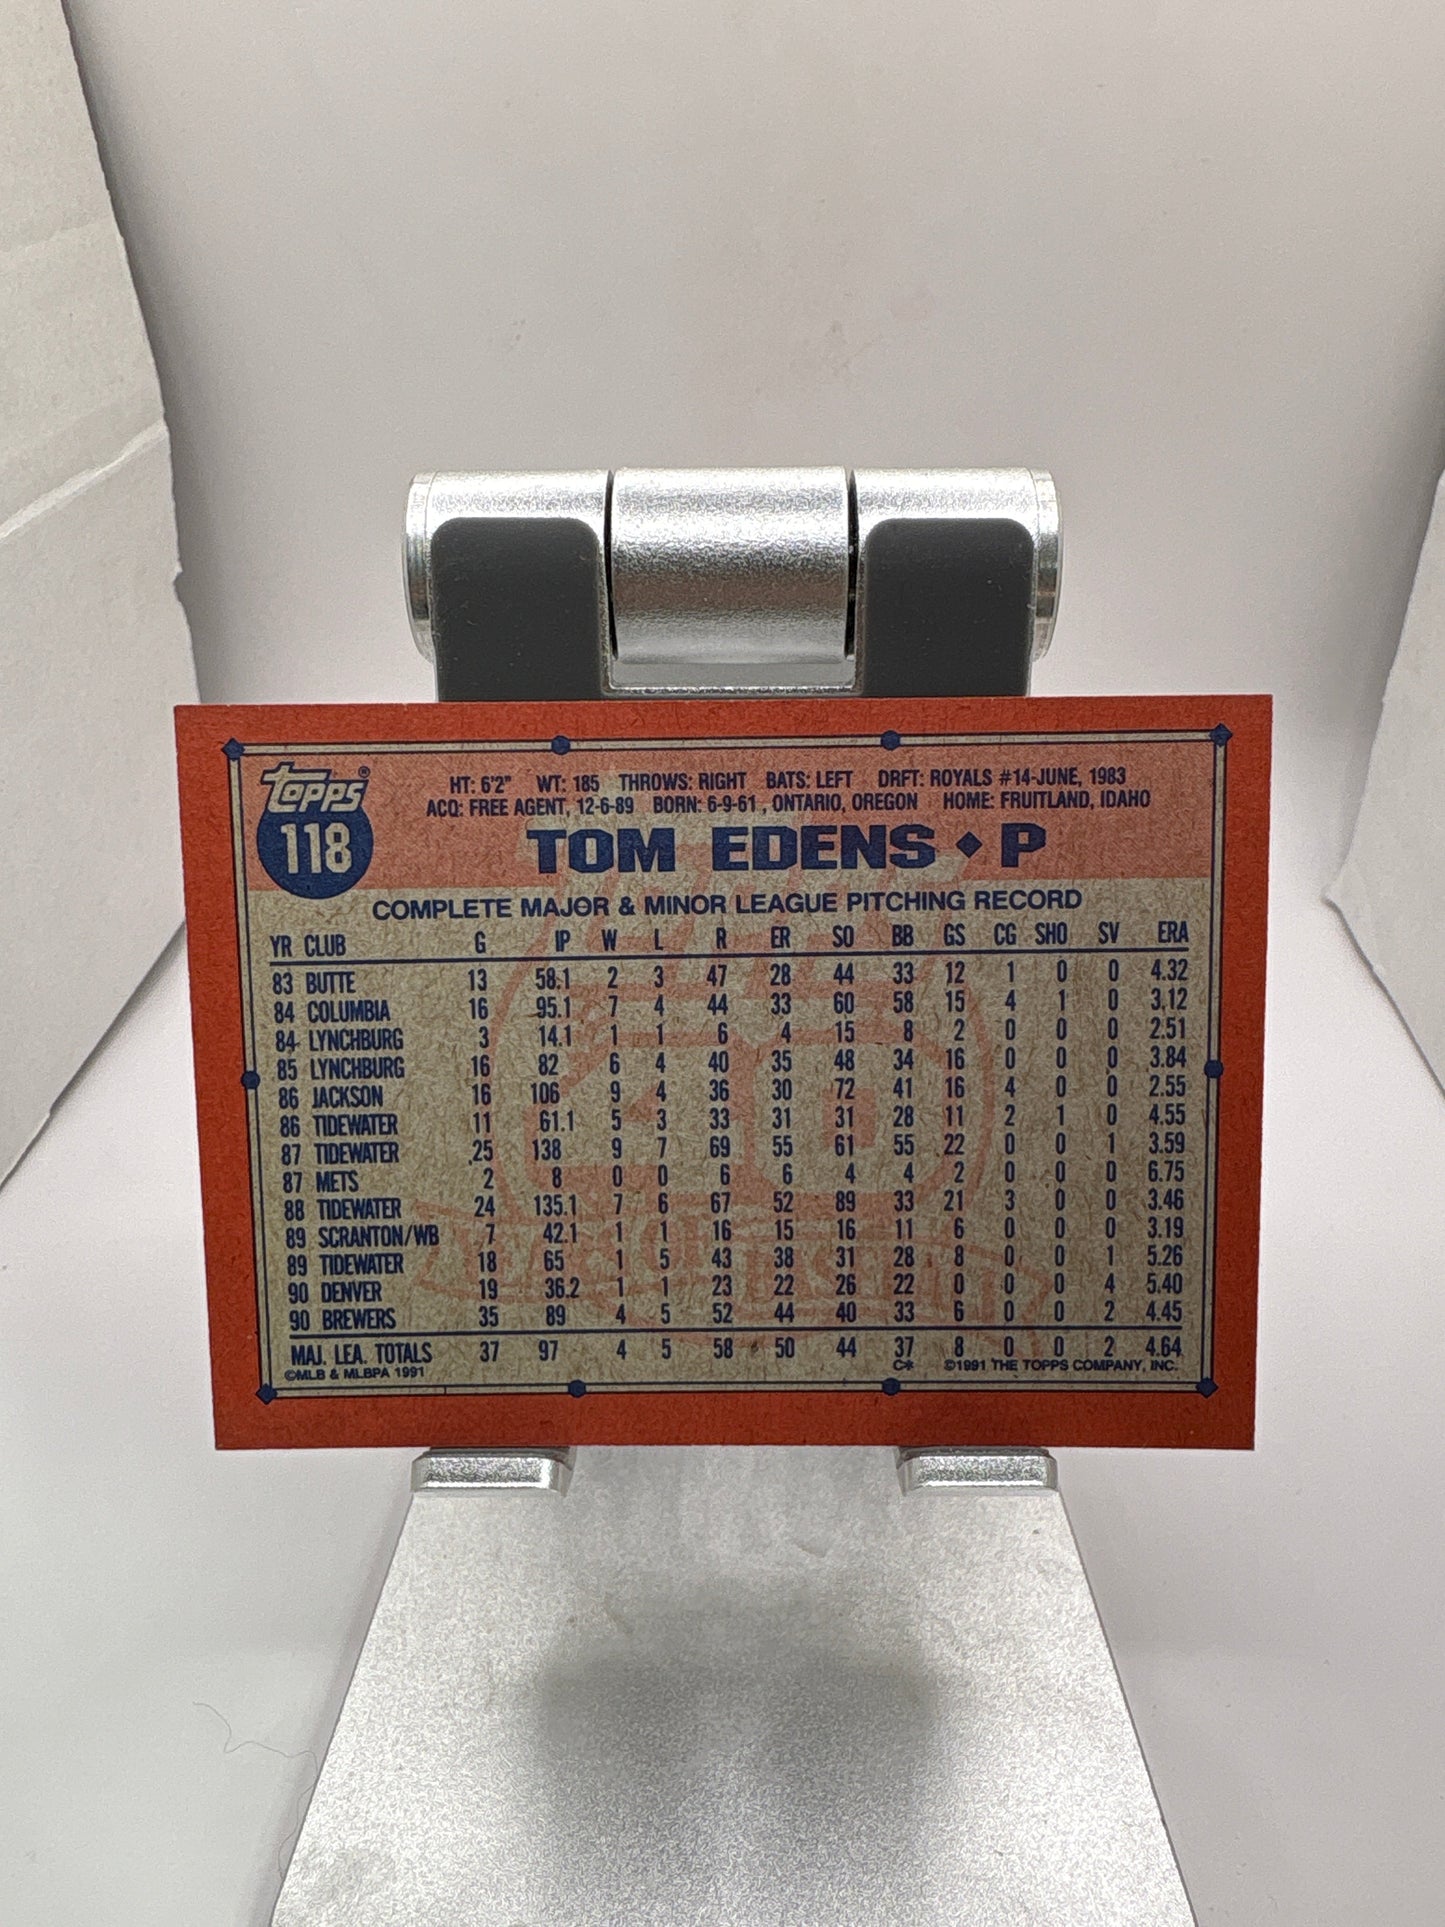 Topps®
118
HT: 6'2" WT: 185 THROWS: RIGHT BATS: LEFT DRFT: ROYALS #14-JUNE, 1983
ACQ: FREE AGENT, 12-6-89 BORN: 6-9-61, ONTARIO, OREGON HOME: FRUITLAND, IDAHO
TOM EDENS ◆ P
COMPLETE MAJOR & MINOR LEAGUE PITCHING RECORD
YR CLUB G IP W L R ER SO BB GS CG SHO SV ERA
83 BUTTE 13 58.1 2 3 47 28 44 33 12 1 0 0 4.32
84 COLUMBIA 16 95.1 7 4 44 33 60 58 15 4 1 0 3.12
84 LYNCHBURG 3 14.1 1 1 6 4 15 8 2 0 0 0 2.51
85 LYNCHBURG 16 82 6 4 40 35 48 34 16 0 0 0 3.84
86 JACKSON 16 106 9 4 36 30 72 41 16 4 0 0 2.55
86 TIDEWATER 11 61.1 5 3 33 31 31 28 11 2 1 0 4.55
87 TIDEWATER 25 138 9 7 69 55 61 55 22 0 0 1 3.59
87 METS 2 8 0 0 6 6 4 4 2 0 0 0 6.75
88 TIDEWATER 24 135.1 7 6 67 52 89 33 21 3 0 0 3.46
89 SCRANTON/WB 7 42.1 1 1 16 15 16 11 6 0 0 0 3.19
89 TIDEWATER 18 65 1 5 43 38 31 28 8 0 0 1 5.26
90 DENVER 19 36.2 1 1 23 22 26 22 0 0 0 4 5.40
90 BREWERS 35 89 4 5 52 44 40 33 6 0 0 2 4.45
MAJ. LEA. TOTALS 37 97 4 5 58 50 44 37 8 0 0 2 4.64
©MLB & MLBPA 1991 C* ©1991 THE TOPPS COMPANY, INC.